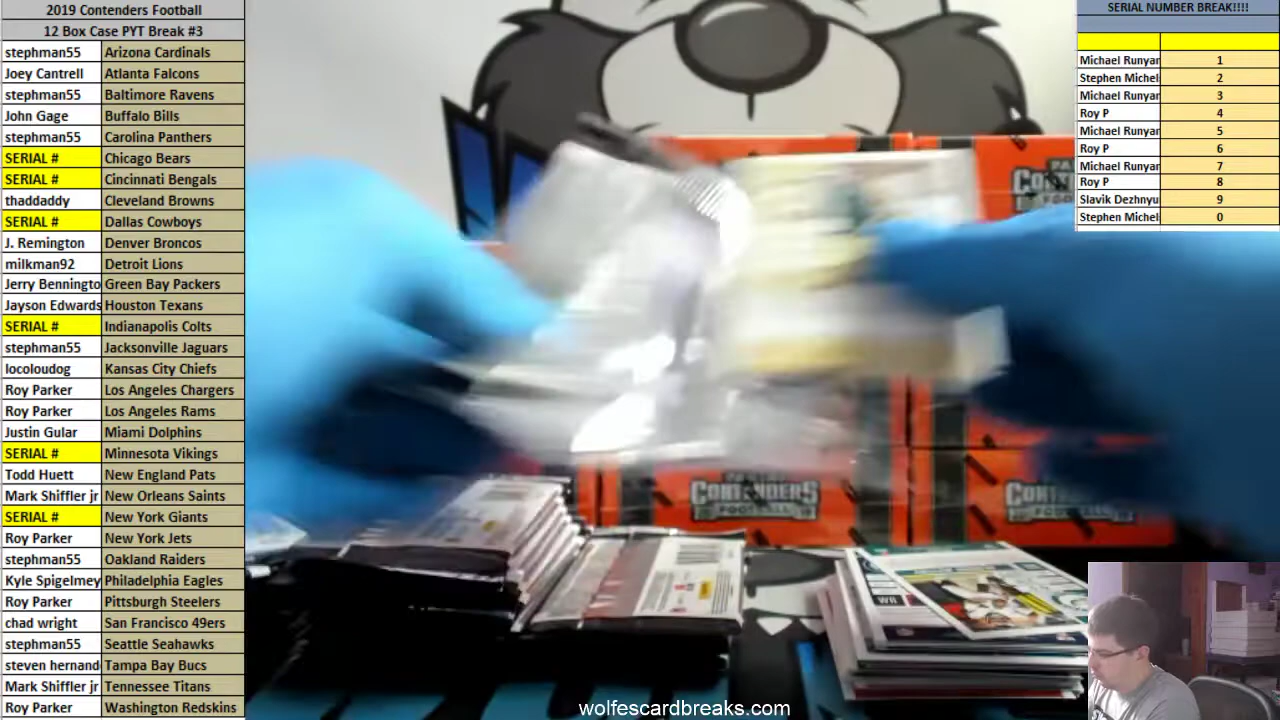 2019 Contenders Football
12 Box Case PYT Break #3
stephman55 Arizona Cardinals
Joey Cantrell Atlanta Falcons
stephman55 Baltimore Ravens
John Gage Buffalo Bills
stephman55 Carolina Panthers
SERIAL # Chicago Bears
SERIAL # Cincinnati Bengals
thaddaddy Cleveland Browns
SERIAL # Dallas Cowboys
J. Remington Denver Broncos
milkman92 Detroit Lions
Jerry Benningto Green Bay Packers
Jayson Edwards Houston Texans
SERIAL # Indianapolis Colts
stephman55 Jacksonville Jaguars
locoloudog Kansas City Chiefs
Roy Parker Los Angeles Chargers
Roy Parker Los Angeles Rams
Justin Gular Miami Dolphins
SERIAL # Minnesota Vikings
Todd Huett New England Pats
Mark Shiffler jr New Orleans Saints
SERIAL # New York Giants
Roy Parker New York Jets
stephman55 Oakland Raiders
Kyle Spigelmey Philadelphia Eagles
Roy Parker Pittsburgh Steelers
chad wright San Francisco 49ers
stephman55 Seattle Seahawks
steven hernand Tampa Bay Bucs
Mark Shiffler jr Tennessee Titans
Roy Parker Washington Redskins
SERIAL NUMBER BREAK!!!!
Michael Runyan 1
Stephen Michel 2
Michael Runyan 3
Roy P 4
Michael Runyan 5
Roy P 6
Michael Runyan 7
Roy P 8
Slavik Dezhnyu 9
Stephen Michel 0
CONTENDERS
FOOTBALL
WR
wolfescardbreaks.com